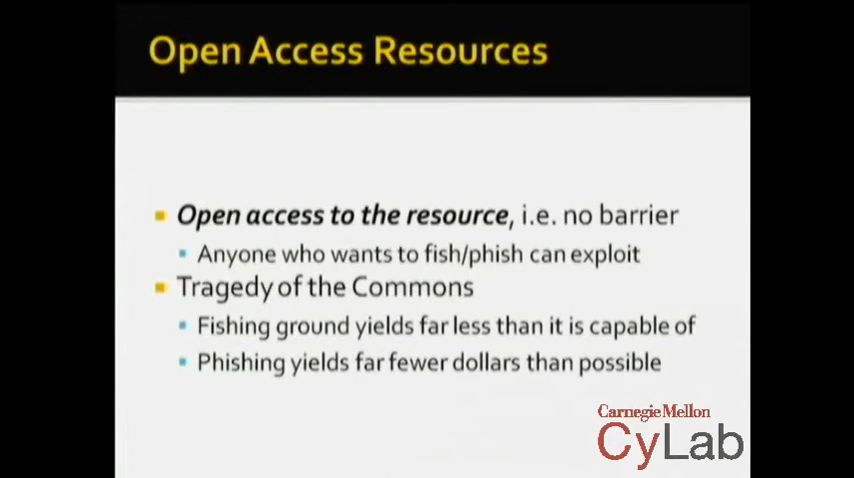 Open Access Resources
Open access to the resource, i.e. no barrier
Anyone who wants to fish/phish can exploit
Tragedy of the Commons
Fishing ground yields far less than it is capable of
Phishing yields far fewer dollars than possible
Carnegie Mellon
CyLab